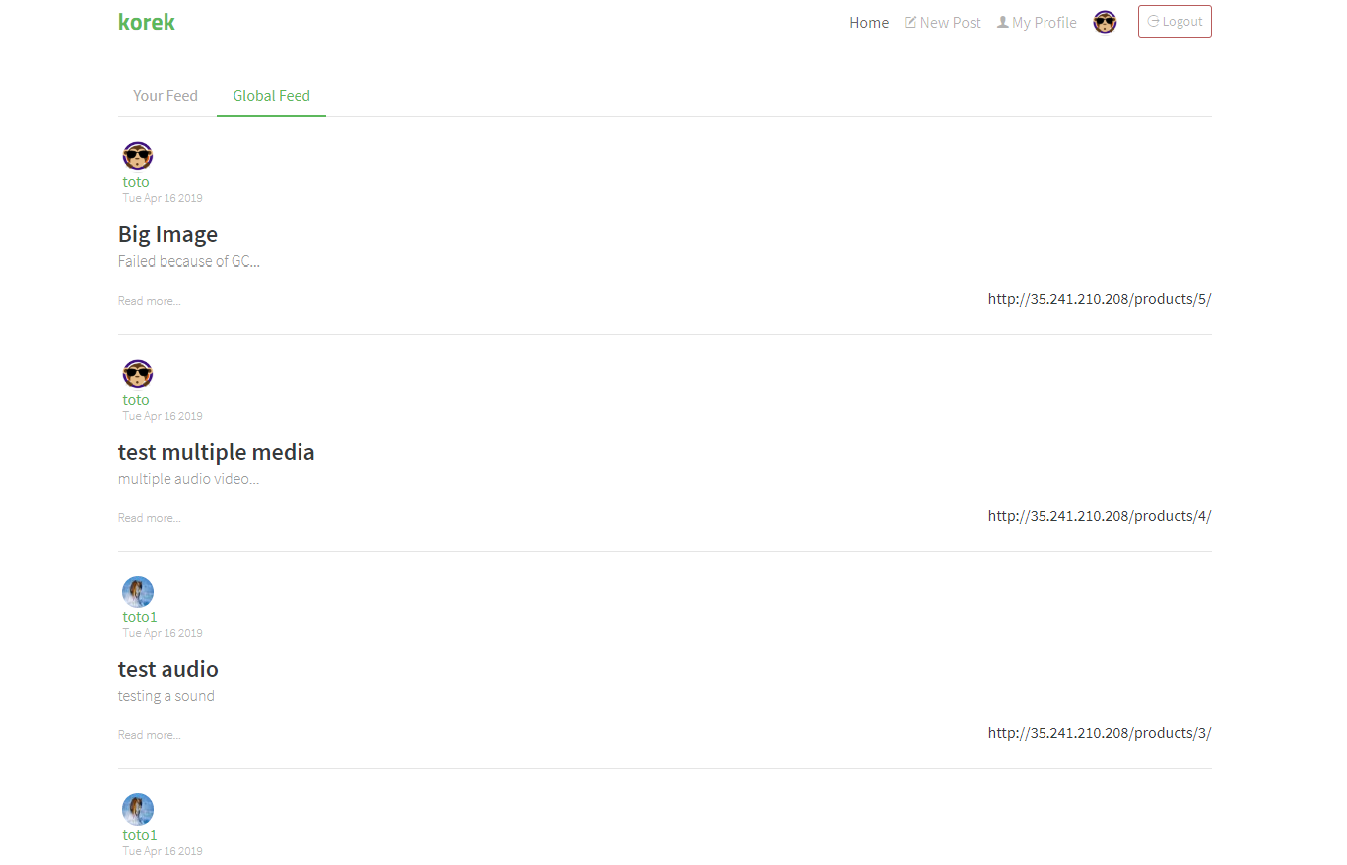 korek
Home New Post My Profile Logout
Your Feed Global Feed
toto
Tue Apr 16 2019
Big Image
Failed because of GC...
Read more... http://35.241.210.208/products/5/
toto
Tue Apr 16 2019
test multiple media
multiple audio video...
Read more... http://35.241.210.208/products/4/
toto1
Tue Apr 16 2019
test audio
testing a sound
Read more... http://35.241.210.208/products/3/
toto1
Tue Apr 16 2019